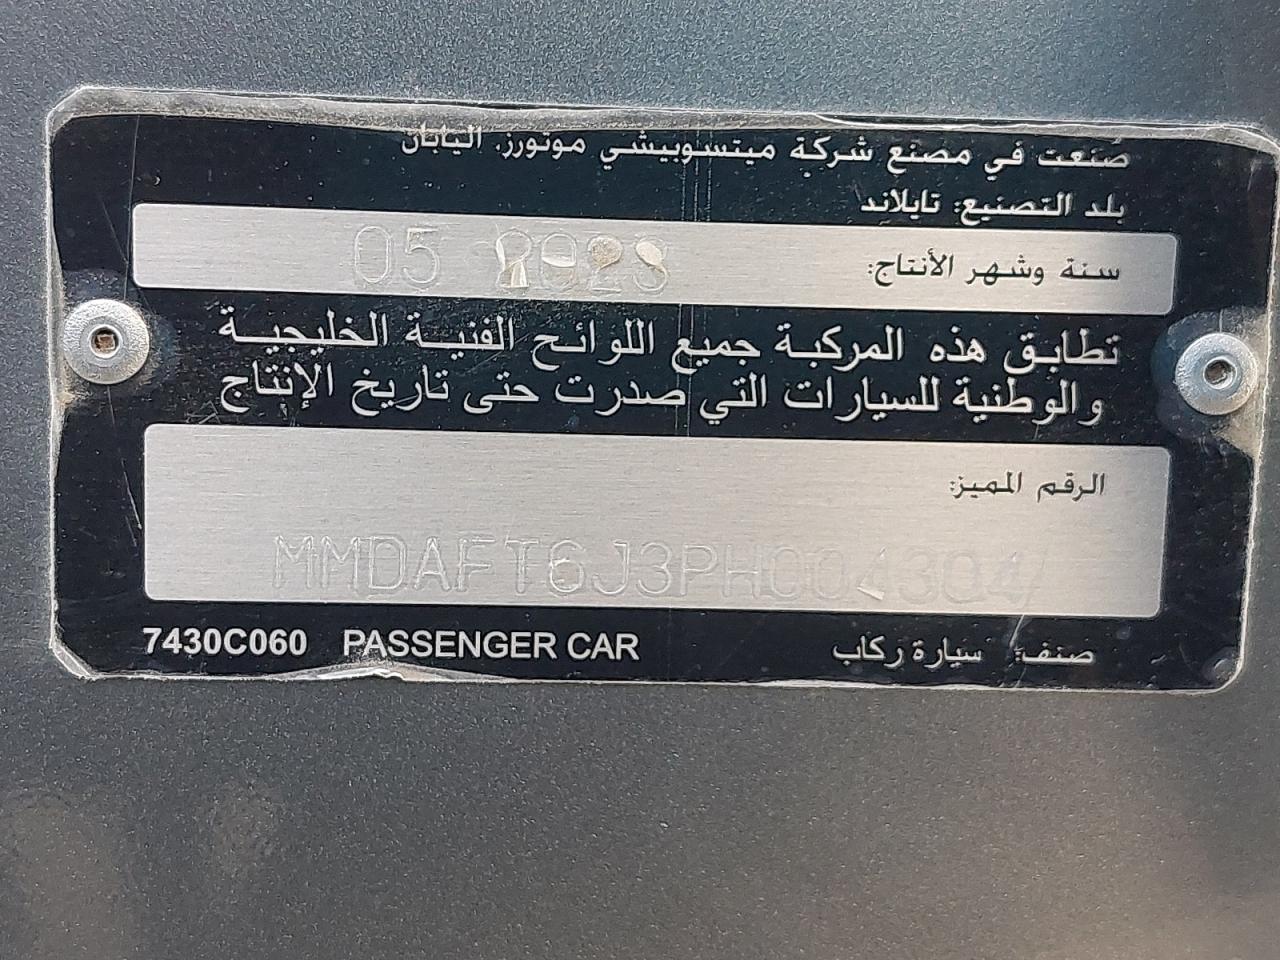 صُنعت في مصنع شركة ميتسوبيشي موتورز. اليابان
بلد التصنيع: تايلاند
سنة وشهر الأنتاج: 05 2023
تطابق هذه المركبة جميع اللوائح الفنية الخليجية
والوطنية للسيارات التي صدرت حتى تاريخ الإنتاج
الرقم المميز:
MMDAFT6J3PH004304
صنف: سيارة ركاب PASSENGER CAR 7430C060